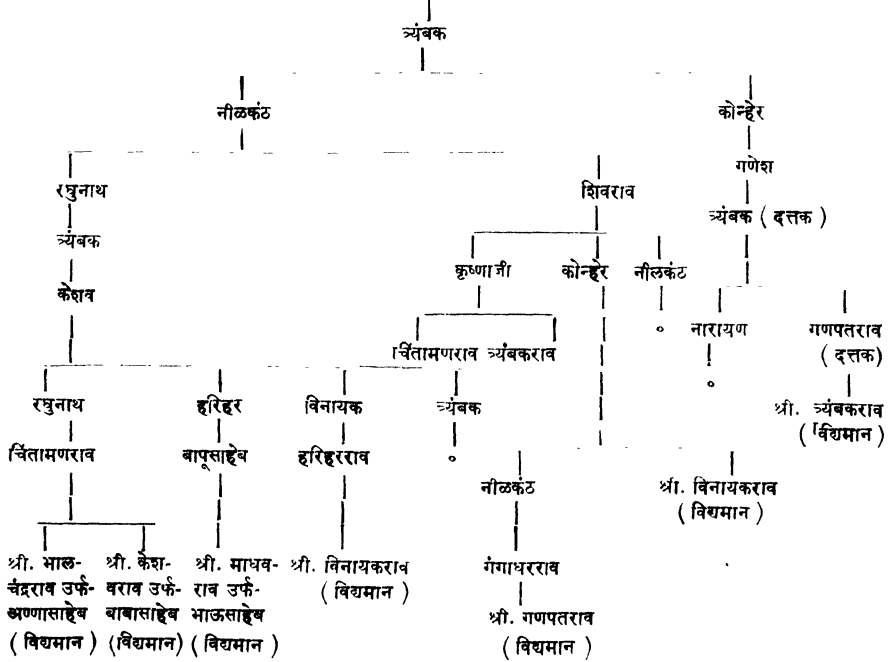 त्र्यंबक
नीळकंठ कोन्हेर
गणेश
रघुनाथ शिवराव
त्र्यंबक (दत्तक)
त्र्यंबक
कृष्णाजी कोन्हेर नीलकंठ
केशव
नारायण गणपतराव
(दत्तक)
चिंतामणराव त्र्यंबकराव
रघुनाथ हरिहर विनायक त्र्यंबक श्री. त्र्यंबकराव
(विद्यमान)
चिंतामणराव बापूसाहेब हरिहरराव
नीळकंठ श्री. विनायकराव
(विद्यमान)
श्री. भाल- श्री. केश- श्री. माधव- श्री. विनायकराव गंगाधरराव
चंद्रराव उर्फ- वराव उर्फ- राव उर्फ- (विद्यमान)
अण्णासाहेब बाबासाहेब भाऊसाहेब श्री. गणपतराव
(विद्यमान) (विद्यमान) (विद्यमान) (विद्यमान)